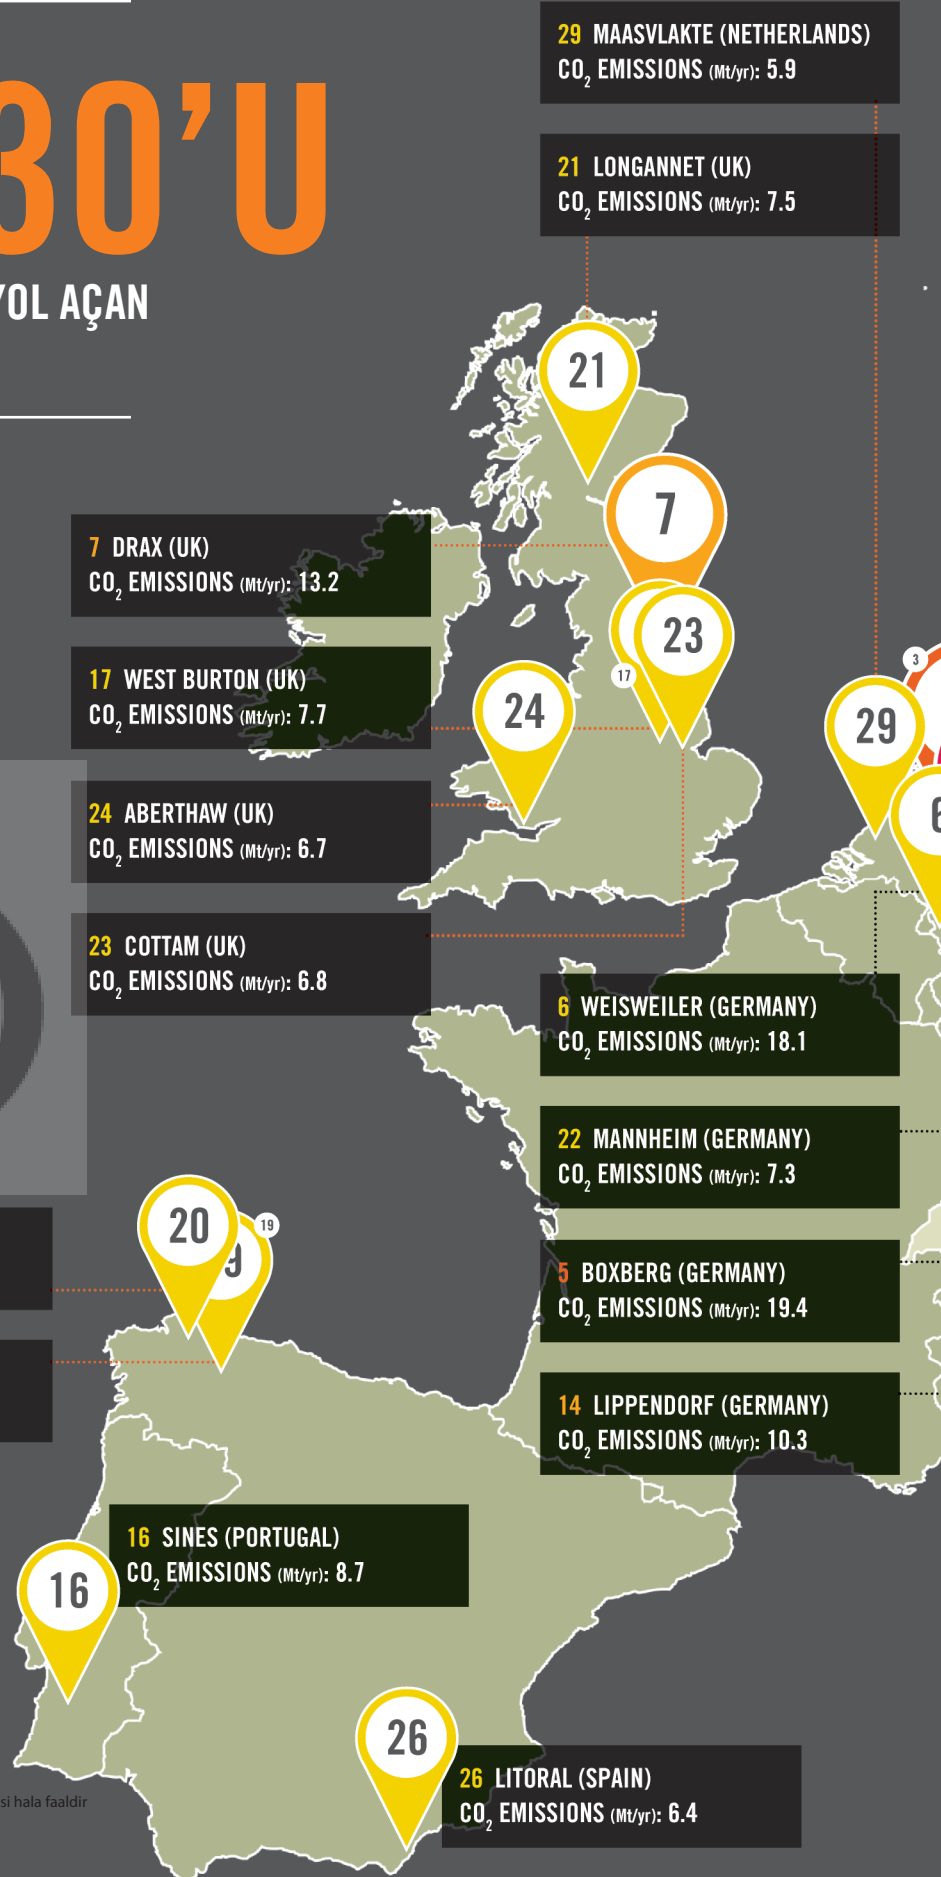 30’U
YOL AÇAN
29 MAASVLAKTE (NETHERLANDS)
CO₂ EMISSIONS (Mt/yr): 5.9
21 LONGANNET (UK)
CO₂ EMISSIONS (Mt/yr): 7.5
21
7
7 DRAX (UK)
CO₂ EMISSIONS (Mt/yr): 13.2
23
17
3
17 WEST BURTON (UK)
CO₂ EMISSIONS (Mt/yr): 7.7
24
29
6
24 ABERTHAW (UK)
CO₂ EMISSIONS (Mt/yr): 6.7
23 COTTAM (UK)
CO₂ EMISSIONS (Mt/yr): 6.8
6 WEISWEILER (GERMANY)
CO₂ EMISSIONS (Mt/yr): 18.1
22 MANNHEIM (GERMANY)
CO₂ EMISSIONS (Mt/yr): 7.3
20
9
19
5 BOXBERG (GERMANY)
CO₂ EMISSIONS (Mt/yr): 19.4
14 LIPPENDORF (GERMANY)
CO₂ EMISSIONS (Mt/yr): 10.3
16 SINES (PORTUGAL)
CO₂ EMISSIONS (Mt/yr): 8.7
16
26
26 LITORAL (SPAIN)
CO₂ EMISSIONS (Mt/yr): 6.4
si hala faaldir